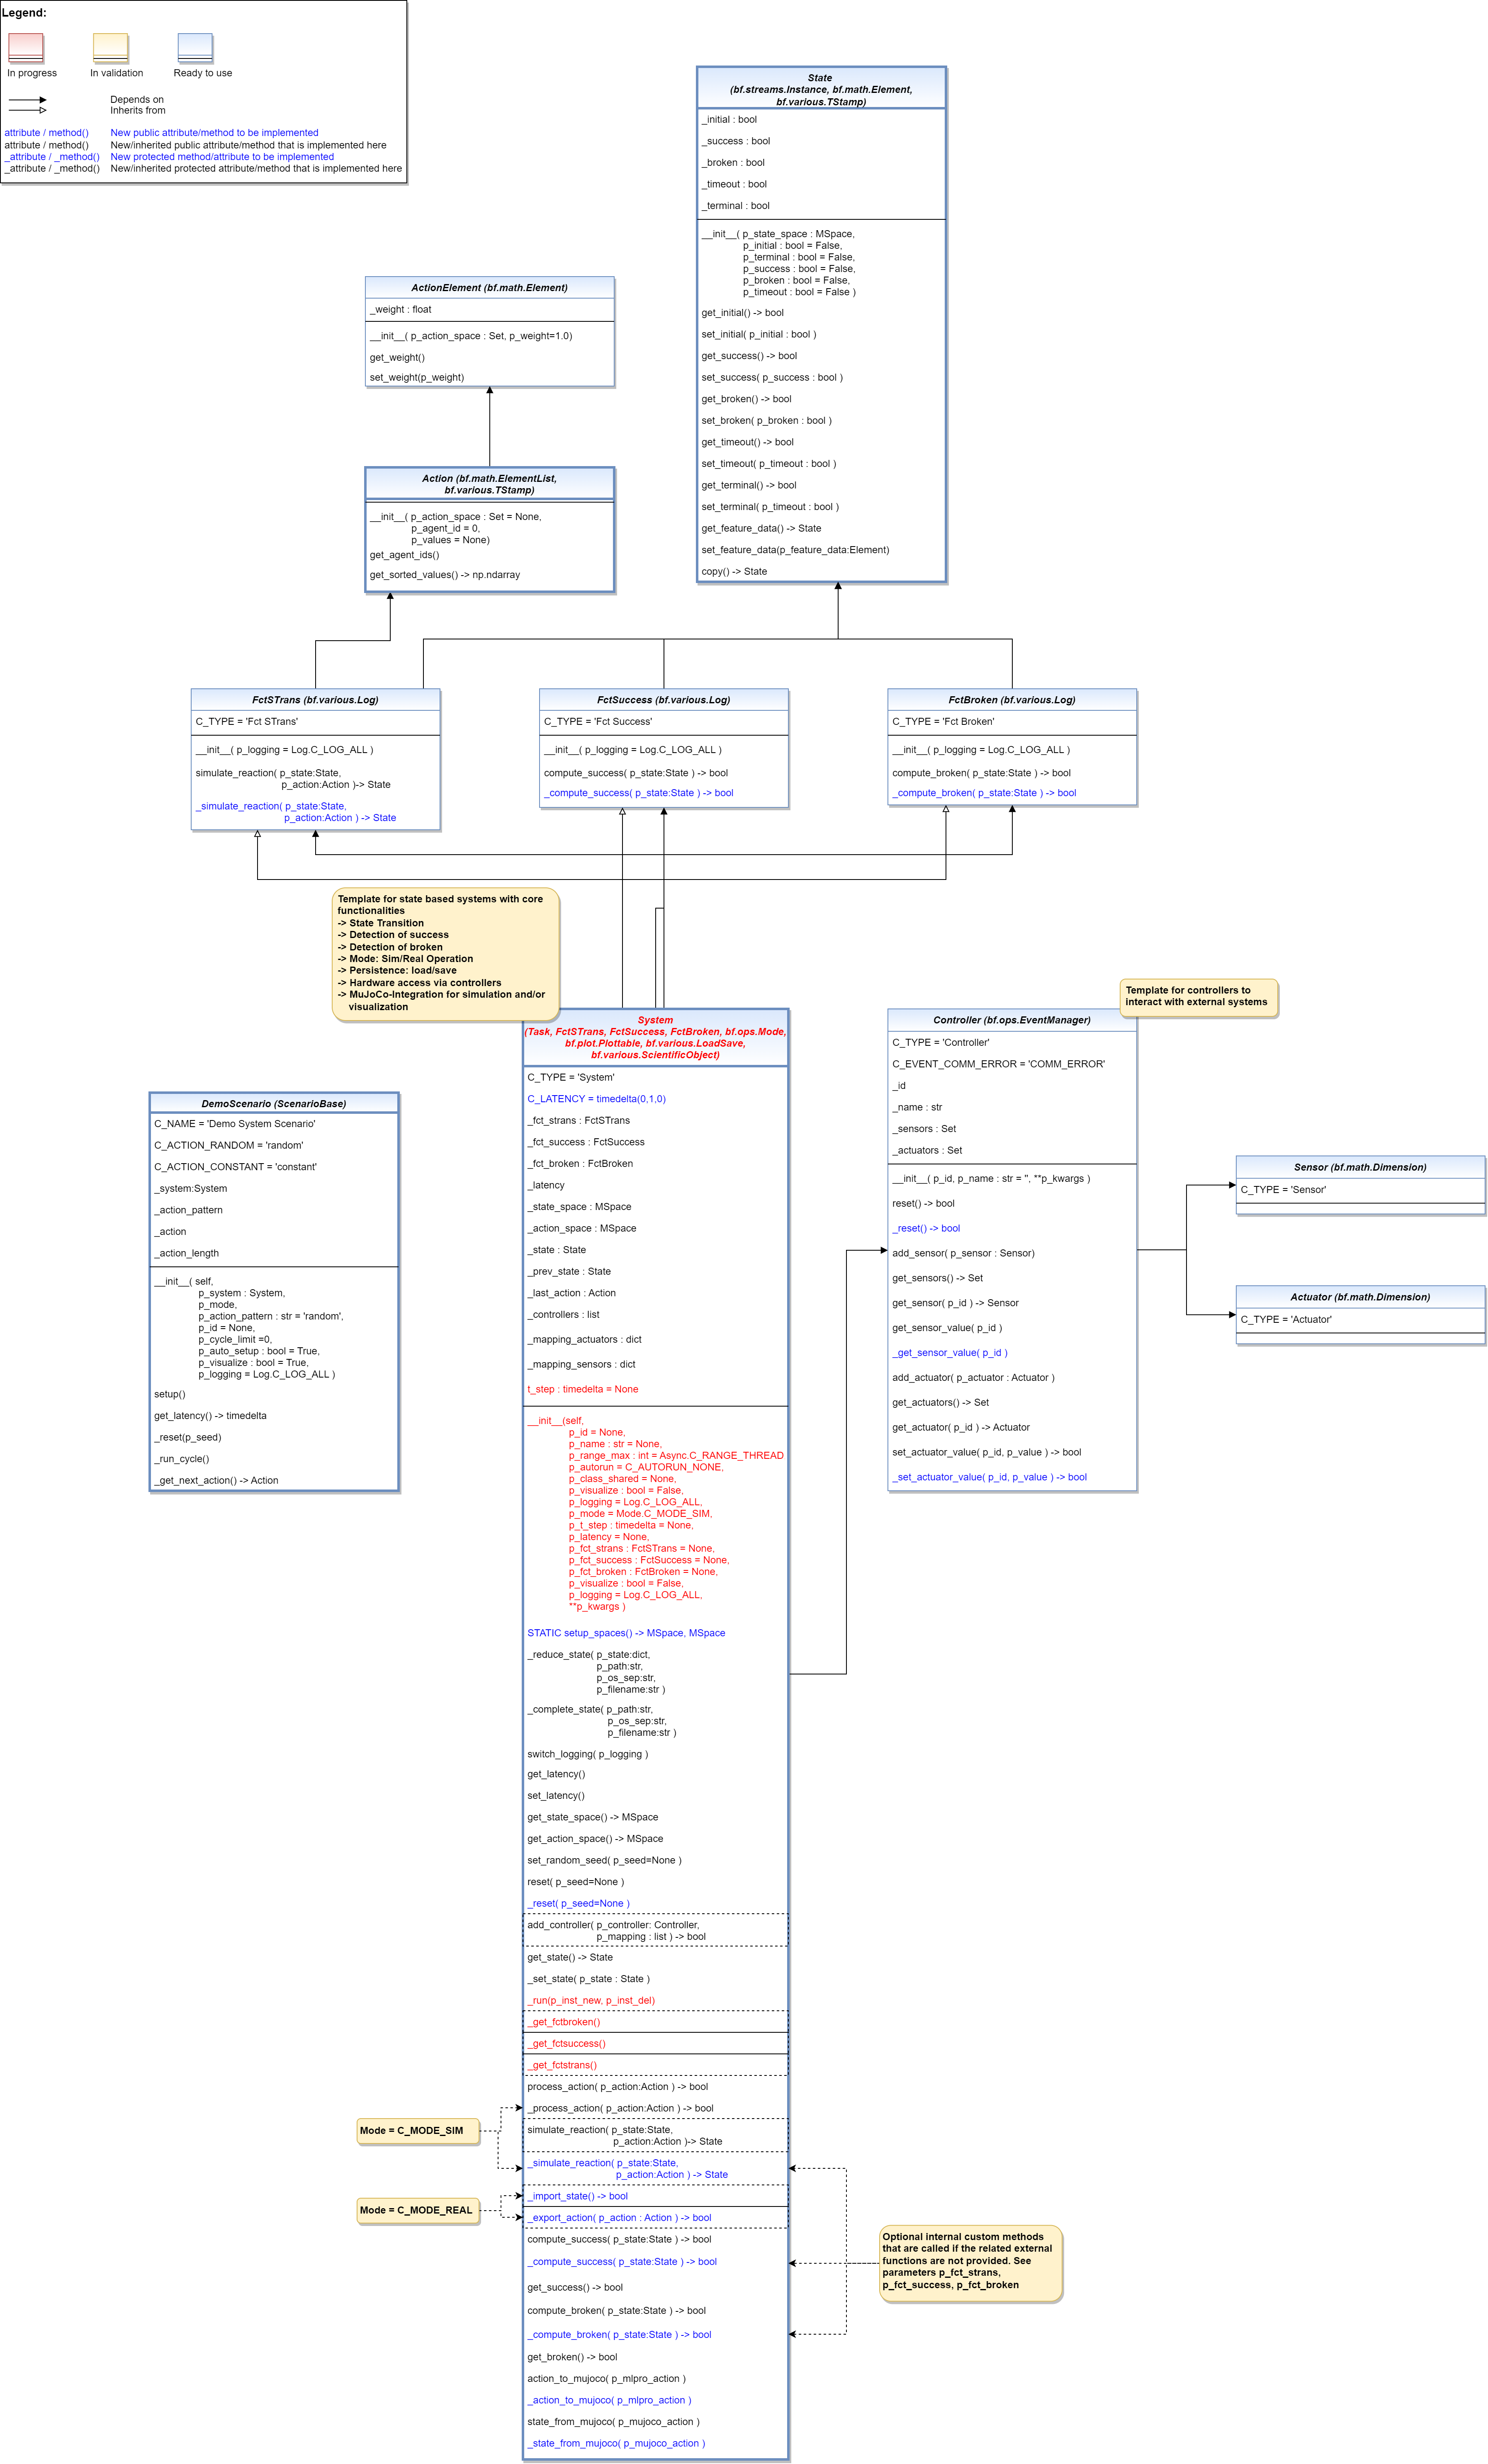 Legend:
In progress
In validation
Ready to use
Depends on
Inherits from
attribute / method() New public attribute/method to be implemented
attribute / method() New/inherited public attribute/method that is implemented here
_attribute / _method() New protected method/attribute to be implemented
_attribute / _method() New/inherited protected attribute/method that is implemented here
State
(bf.streams.Instance, bf.math.Element,
bf.various.TStamp)
_initial : bool
_success : bool
_broken : bool
_timeout : bool
_terminal : bool
__init__( p_state_space : MSpace,
p_initial : bool = False,
p_terminal : bool = False,
p_success : bool = False,
p_broken : bool = False,
p_timeout : bool = False )
get_initial() -> bool
set_initial( p_initial : bool )
get_success() -> bool
set_success( p_success : bool )
get_broken() -> bool
set_broken( p_broken : bool )
get_timeout() -> bool
set_timeout( p_timeout : bool )
get_terminal() -> bool
set_terminal( p_timeout : bool )
get_feature_data() -> State
set_feature_data(p_feature_data:Element)
copy() -> State
ActionElement (bf.math.Element)
_weight : float
__init__( p_action_space : Set, p_weight=1.0)
get_weight()
set_weight(p_weight)
Action (bf.math.ElementList,
bf.various.TStamp)
__init__( p_action_space : Set = None,
p_agent_id = 0,
p_values = None)
get_agent_ids()
get_sorted_values() -> np.ndarray
FctSTrans (bf.various.Log)
C_TYPE = 'Fct STrans'
__init__( p_logging = Log.C_LOG_ALL )
simulate_reaction( p_state:State,
p_action:Action )-> State
_simulate_reaction( p_state:State,
p_action:Action ) -> State
FctSuccess (bf.various.Log)
C_TYPE = 'Fct Success'
__init__( p_logging = Log.C_LOG_ALL )
compute_success( p_state:State ) -> bool
_compute_success( p_state:State ) -> bool
FctBroken (bf.various.Log)
C_TYPE = 'Fct Broken'
__init__( p_logging = Log.C_LOG_ALL )
compute_broken( p_state:State ) -> bool
_compute_broken( p_state:State ) -> bool
Template for state based systems with core
functionalities
-> State Transition
-> Detection of success
-> Detection of broken
-> Mode: Sim/Real Operation
-> Persistence: load/save
-> Hardware access via controllers
-> MuJoCo-Integration for simulation and/or
visualization
System
(Task, FctSTrans, FctSuccess, FctBroken, bf.ops.Mode,
bf.plot.Plottable, bf.various.LoadSave,
bf.various.ScientificObject)
C_TYPE = 'System'
C_LATENCY = timedelta(0,1,0)
_fct_strans : FctSTrans
_fct_success : FctSuccess
_fct_broken : FctBroken
_latency
_state_space : MSpace
_action_space : MSpace
_state : State
_prev_state : State
_last_action : Action
_controllers : list
_mapping_actuators : dict
_mapping_sensors : dict
t_step : timedelta = None
__init__(self,
p_id = None,
p_name : str = None,
p_range_max : int = Async.C_RANGE_THREAD
p_autorun = C_AUTORUN_NONE,
p_class_shared = None,
p_visualize : bool = False,
p_logging = Log.C_LOG_ALL,
p_mode = Mode.C_MODE_SIM,
p_t_step : timedelta = None,
p_latency = None,
p_fct_strans : FctSTrans = None,
p_fct_success : FctSuccess = None,
p_fct_broken : FctBroken = None,
p_visualize : bool = False,
p_logging = Log.C_LOG_ALL,
**p_kwargs )
STATIC setup_spaces() -> MSpace, MSpace
_reduce_state( p_state:dict,
p_path:str,
p_os_sep:str,
p_filename:str )
_complete_state( p_path:str,
p_os_sep:str,
p_filename:str )
switch_logging( p_logging )
get_latency()
set_latency()
get_state_space() -> MSpace
get_action_space() -> MSpace
set_random_seed( p_seed=None )
reset( p_seed=None )
_reset( p_seed=None )
add_controller( p_controller: Controller,
p_mapping : list ) -> bool
get_state() -> State
_set_state( p_state : State )
_run(p_inst_new, p_inst_del)
_get_fctbroken()
_get_fctsuccess()
_get_fctstrans()
process_action( p_action:Action ) -> bool
_process_action( p_action:Action ) -> bool
simulate_reaction( p_state:State,
p_action:Action )-> State
_simulate_reaction( p_state:State,
p_action:Action ) -> State
_import_state() -> bool
_export_action( p_action : Action ) -> bool
compute_success( p_state:State ) -> bool
_compute_success( p_state:State ) -> bool
get_success() -> bool
compute_broken( p_state:State ) -> bool
_compute_broken( p_state:State ) -> bool
get_broken() -> bool
action_to_mujoco( p_mlpro_action )
_action_to_mujoco( p_mlpro_action )
state_from_mujoco( p_mujoco_action )
_state_from_mujoco( p_mujoco_action )
Template for controllers to
interact with external systems
Controller (bf.ops.EventManager)
C_TYPE = 'Controller'
C_EVENT_COMM_ERROR = 'COMM_ERROR'
_id
_name : str
_sensors : Set
_actuators : Set
__init__( p_id, p_name : str = '', **p_kwargs )
reset() -> bool
_reset() -> bool
add_sensor( p_sensor : Sensor)
get_sensors() -> Set
get_sensor( p_id ) -> Sensor
get_sensor_value( p_id )
_get_sensor_value( p_id )
add_actuator( p_actuator : Actuator )
get_actuators() -> Set
get_actuator( p_id ) -> Actuator
set_actuator_value( p_id, p_value ) -> bool
_set_actuator_value( p_id, p_value ) -> bool
Sensor (bf.math.Dimension)
C_TYPE = 'Sensor'
Actuator (bf.math.Dimension)
C_TYPE = 'Actuator'
DemoScenario (ScenarioBase)
C_NAME = 'Demo System Scenario'
C_ACTION_RANDOM = 'random'
C_ACTION_CONSTANT = 'constant'
_system:System
_action_pattern
_action
_action_length
__init__( self,
p_system : System,
p_mode,
p_action_pattern : str = 'random',
p_id = None,
p_cycle_limit =0,
p_auto_setup : bool = True,
p_visualize : bool = True,
p_logging = Log.C_LOG_ALL )
setup()
get_latency() -> timedelta
_reset(p_seed)
_run_cycle()
_get_next_action() -> Action
Mode = C_MODE_SIM
Mode = C_MODE_REAL
Optional internal custom methods
that are called if the related external
functions are not provided. See
parameters p_fct_strans,
p_fct_success, p_fct_broken